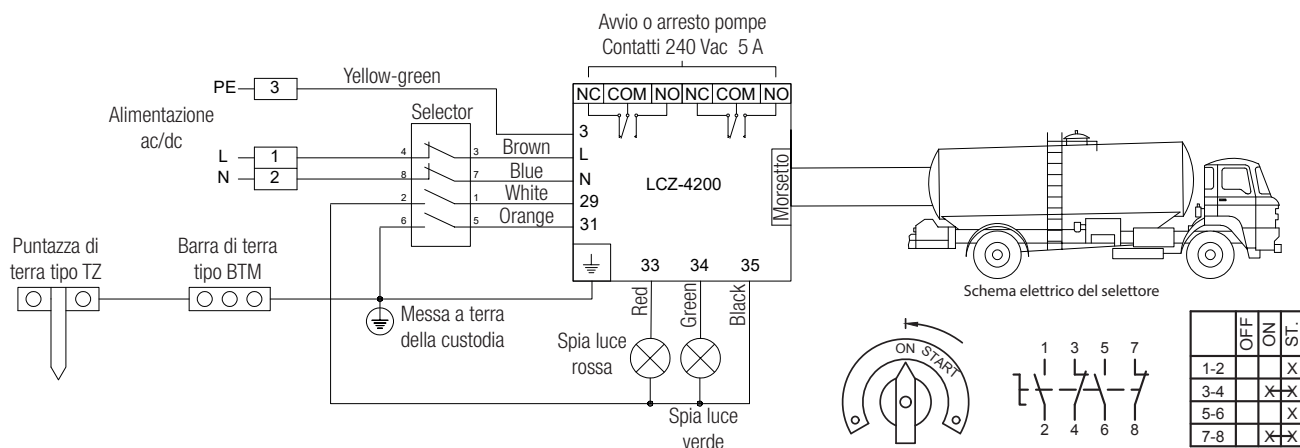 Avvio o arresto pompe
Contatti 240 Vac 5 A
NC COM NO NC COM NO
PE 3 Yellow-green
Alimentazione
ac/dc
Selector
3
L 1 4 3 Brown L
N 2 8 7 Blue N
2 1 White 29
6 5 Orange 31
LCZ-4200
Morsetto
33 34 35
Red
Green
Black
Puntazza di
terra tipo TZ
Barra di terra
tipo BTM
Messa a terra
della custodia
Spia luce
rossa
Spia luce
verde
Schema elettrico del selettore
ON START
1 3 5 7
2 4 6 8
OFF ON ST.
1-2 X
3-4 X X
5-6 X
7-8 X X